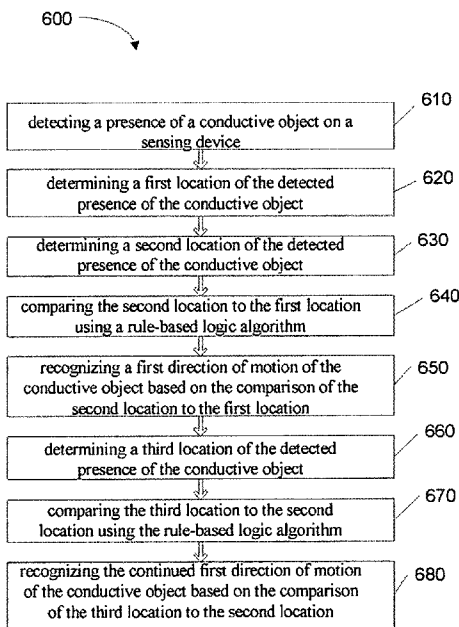 600
610
detecting a presence of a conductive object on a
sensing device
620
determining a first location of the detected
presence of the conductive object
630
determining a second location of the detected
presence of the conductive object
640
comparing the second location to the first location
using a rule-based logic algorithm
650
recognizing a first direction of motion of the
conductive object based on the comparison of the
second location to the first location
660
determining a third location of the detected
presence of the conductive object
670
comparing the third location to the second
location using the rule-based logic algorithm
680
recognizing the continued first direction of motion
of the conductive object based on the comparison
of the third location to the second location